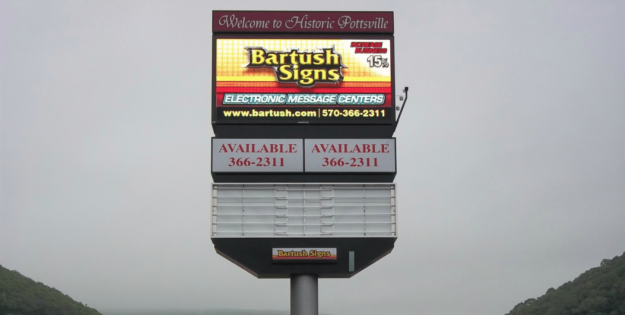 Welcome to Historic Pottsville
Bartush
Signs
15%
ELECTRONIC MESSAGE CENTERS
www.bartush.com | 570-366-2311
AVAILABLE
366-2311
AVAILABLE
366-2311
Bartush Signs